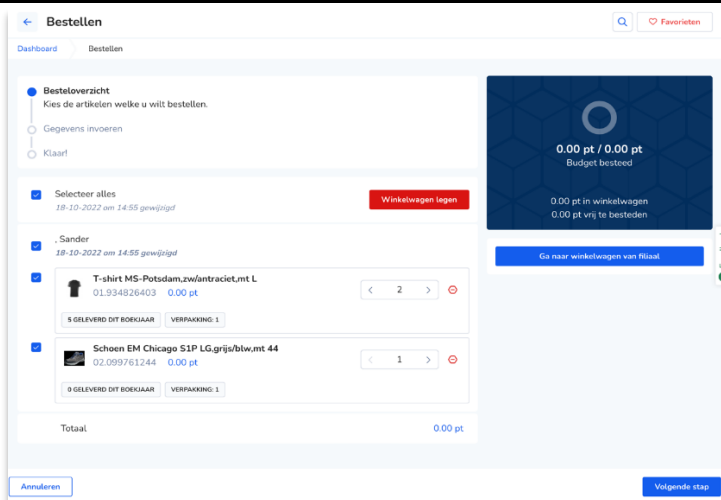 Bestellen
Favorieten
Dashboard
Bestellen
Besteloverzicht
Kies de artikelen welke u wilt bestellen.
Gegevens invoeren
Klaar!
0.00 pt / 0.00 pt
Budget besteed
0.00 pt in winkelwagen
0.00 pt vrij te besteden
Ga naar winkelwagen van filiaal
Selecteer alles
18-10-2022 om 14:55 gewijzigd
Winkelwagen legen
, Sander
18-10-2022 om 14:55 gewijzigd
T-shirt MS-Potsdam,zw/antraciet,mt L
01.934826403 0.00 pt
2
5 GELEVERD DIT BOEKJAAR VERPAKKING: 1
Schoen EM Chicago S1P LG,grijs/blw,mt 44
02.099761244 0.00 pt
1
0 GELEVERD DIT BOEKJAAR VERPAKKING: 1
Totaal 0.00 pt
Annuleren
Volgende stap